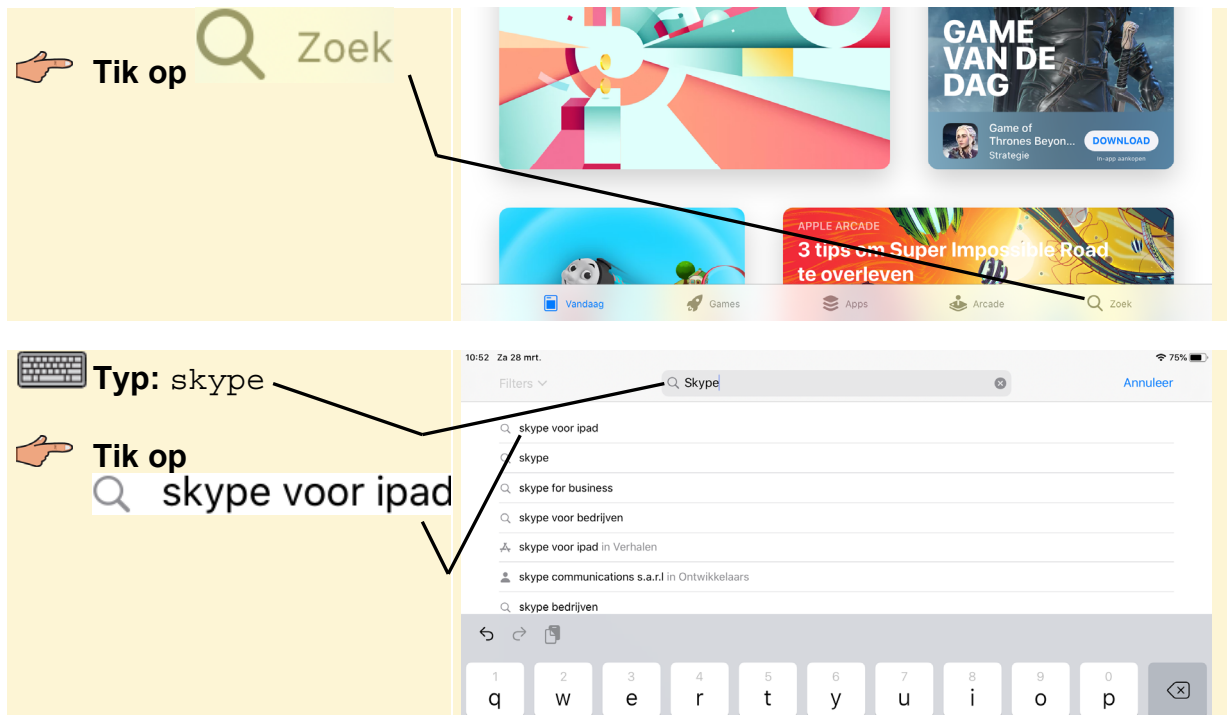 Tik op Zoek
GAME
VAN DE
DAG
Game of
Thrones Beyon...
Strategie
DOWNLOAD
In-app aankopen
APPLE ARCADE
3 tips om Super Impossible Road
te overleven
Vandaag Games Apps Arcade Zoek
Typ: skype
Tik op
skype voor ipad
10:52 Za 28 mrt. 75%
Filters Skype Annuleer
skype voor ipad
skype
skype for business
skype voor bedrijven
skype voor ipad in Verhalen
skype communications s.a.r.l in Ontwikkelaars
skype bedrijven
1 2 3 4 5 6 7 8 9 0
q w e r t y u i o p